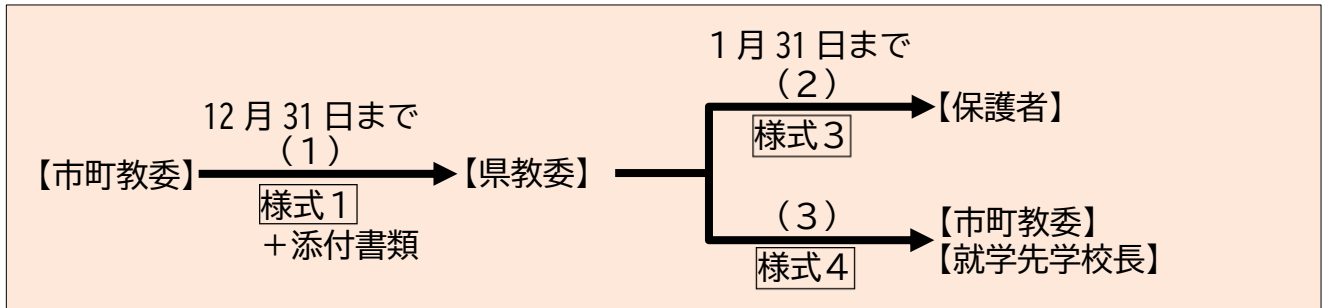 12月31日まで
（１）
【市町教委】
様式１
＋添付書類
【県教委】
１月31日まで
（２）
様式３
【保護者】
（３）
様式４
【市町教委】
【就学先学校長】